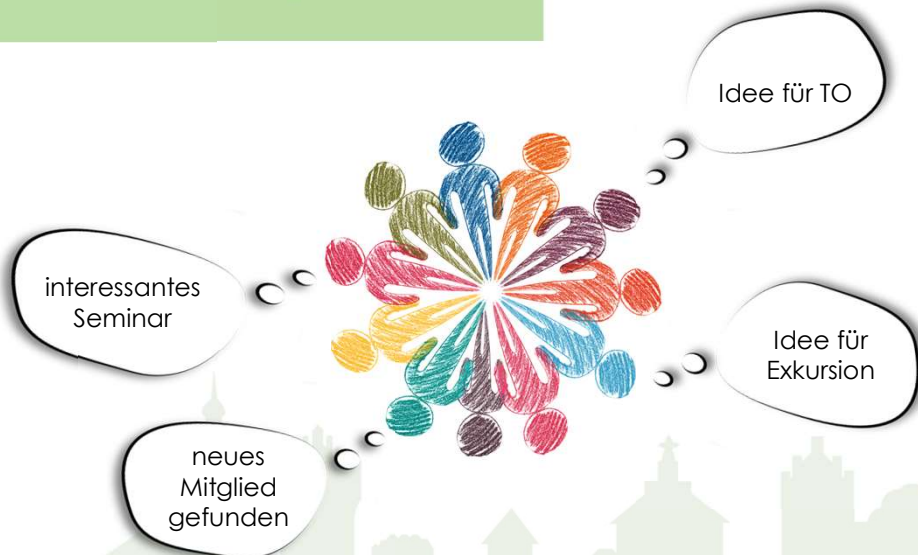 Idee für TO
interessantes
Seminar
Idee für
Exkursion
neues
Mitglied
gefunden